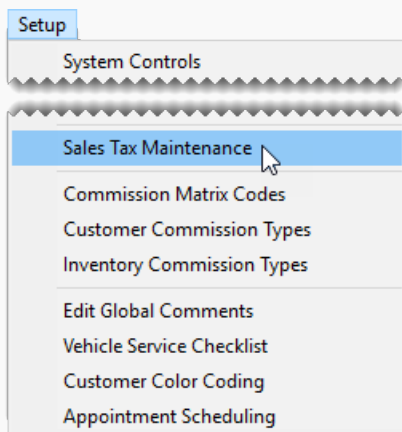 Setup
System Controls
Sales Tax Maintenance
Commission Matrix Codes
Customer Commission Types
Inventory Commission Types
Edit Global Comments
Vehicle Service Checklist
Customer Color Coding
Appointment Scheduling